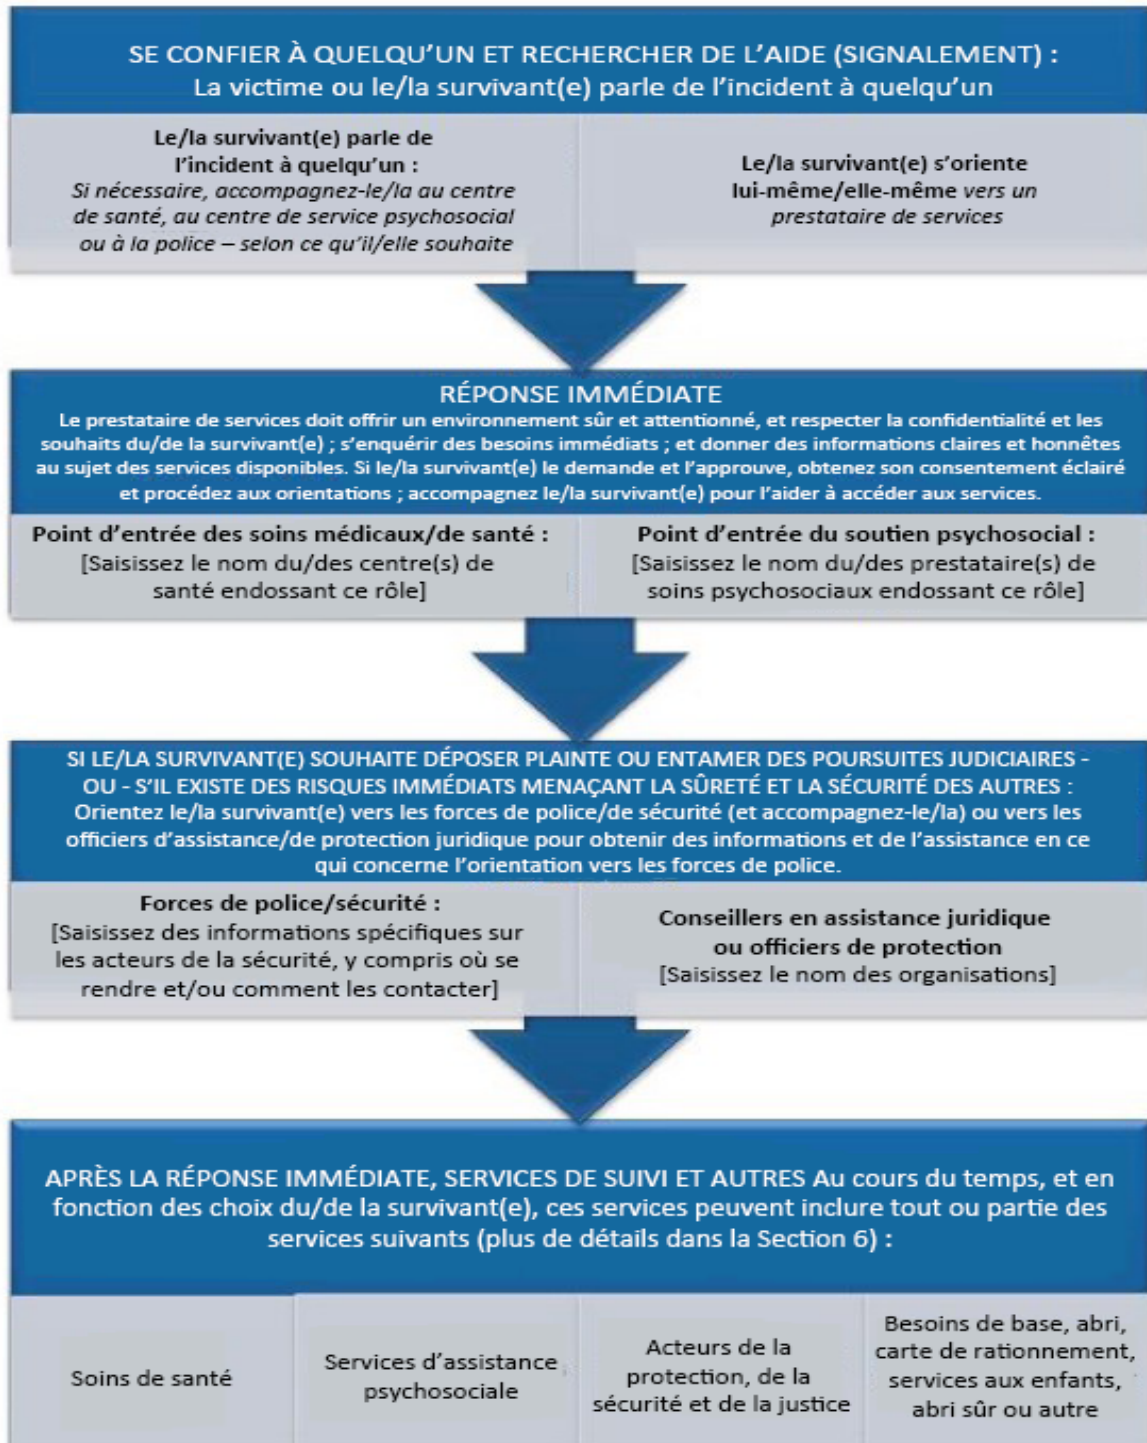 SE CONFIER À QUELQU'UN ET RECHERCHER DE L'AIDE (SIGNALEMENT) :
La victime ou le/la survivant(e) parle de l'incident à quelqu'un
Le/la survivant(e) parle de
l'incident à quelqu'un :
Si nécessaire, accompagnez-le/la au centre
de santé, au centre de service psychosocial
ou à la police – selon ce qu'il/elle souhaite
Le/la survivant(e) s'oriente
lui-même/elle-même vers un
prestataire de services
RÉPONSE IMMÉDIATE
Le prestataire de services doit offrir un environnement sûr et attentionné, et respecter la confidentialité et les
souhaits du/de la survivant(e) ; s'enquérir des besoins immédiats ; et donner des informations claires et honnêtes
au sujet des services disponibles. Si le/la survivant(e) le demande et l'approuve, obtenez son consentement éclairé
et procédez aux orientations ; accompagnez le/la survivant(e) pour l'aider à accéder aux services.
Point d'entrée des soins médicaux/de santé :
[Saisissez le nom du/des centre(s) de
santé endossant ce rôle]
Point d'entrée du soutien psychosocial :
[Saisissez le nom du/des prestataire(s) de
soins psychosociaux endossant ce rôle]
SI LE/LA SURVIVANT(E) SOUHAITE DÉPOSER PLAINTE OU ENTAMER DES POURSUITES JUDICIAIRES -
OU - S'IL EXISTE DES RISQUES IMMÉDIATS MENAÇANT LA SÛRETÉ ET LA SÉCURITÉ DES AUTRES :
Orientez le/la survivant(e) vers les forces de police/de sécurité (et accompagnez-le/la) ou vers les
officiers d'assistance/de protection juridique pour obtenir des informations et de l'assistance en ce
qui concerne l'orientation vers les forces de police.
Forces de police/sécurité :
[Saisissez des informations spécifiques sur
les acteurs de la sécurité, y compris où se
rendre et/ou comment les contacter]
Conseillers en assistance juridique
ou officiers de protection
[Saisissez le nom des organisations]
APRÈS LA RÉPONSE IMMÉDIATE, SERVICES DE SUIVI ET AUTRES Au cours du temps, et en
fonction des choix du/de la survivant(e), ces services peuvent inclure tout ou partie des
services suivants (plus de détails dans la Section 6) :
Soins de santé
Services d'assistance
psychosociale
Acteurs de la
protection, de la
sécurité et de la justice
Besoins de base, abri,
carte de rationnement,
services aux enfants,
abri sûr ou autre